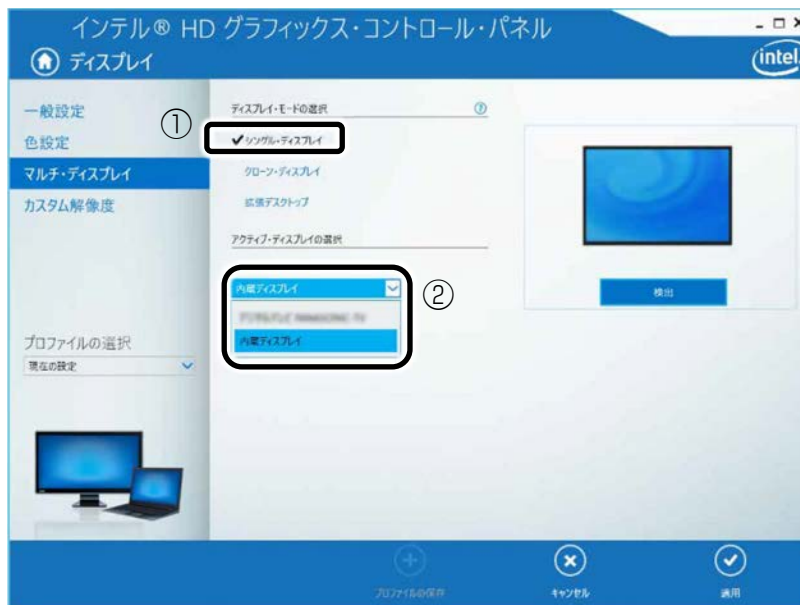 インテル® HD グラフィックス・コントロール・パネル
ディスプレイ
intel
一般設定
色設定
マルチ・ディスプレイ
カスタム解像度
プロファイルの選択
現在の設定
①
ディスプレイ・モードの選択
?
✔シングル・ディスプレイ
クローン・ディスプレイ
拡張デスクトップ
アクティブ・ディスプレイの選択
②
内蔵ディスプレイ
内蔵ディスプレイ
検出
プロファイルの保存
キャンセル
適用